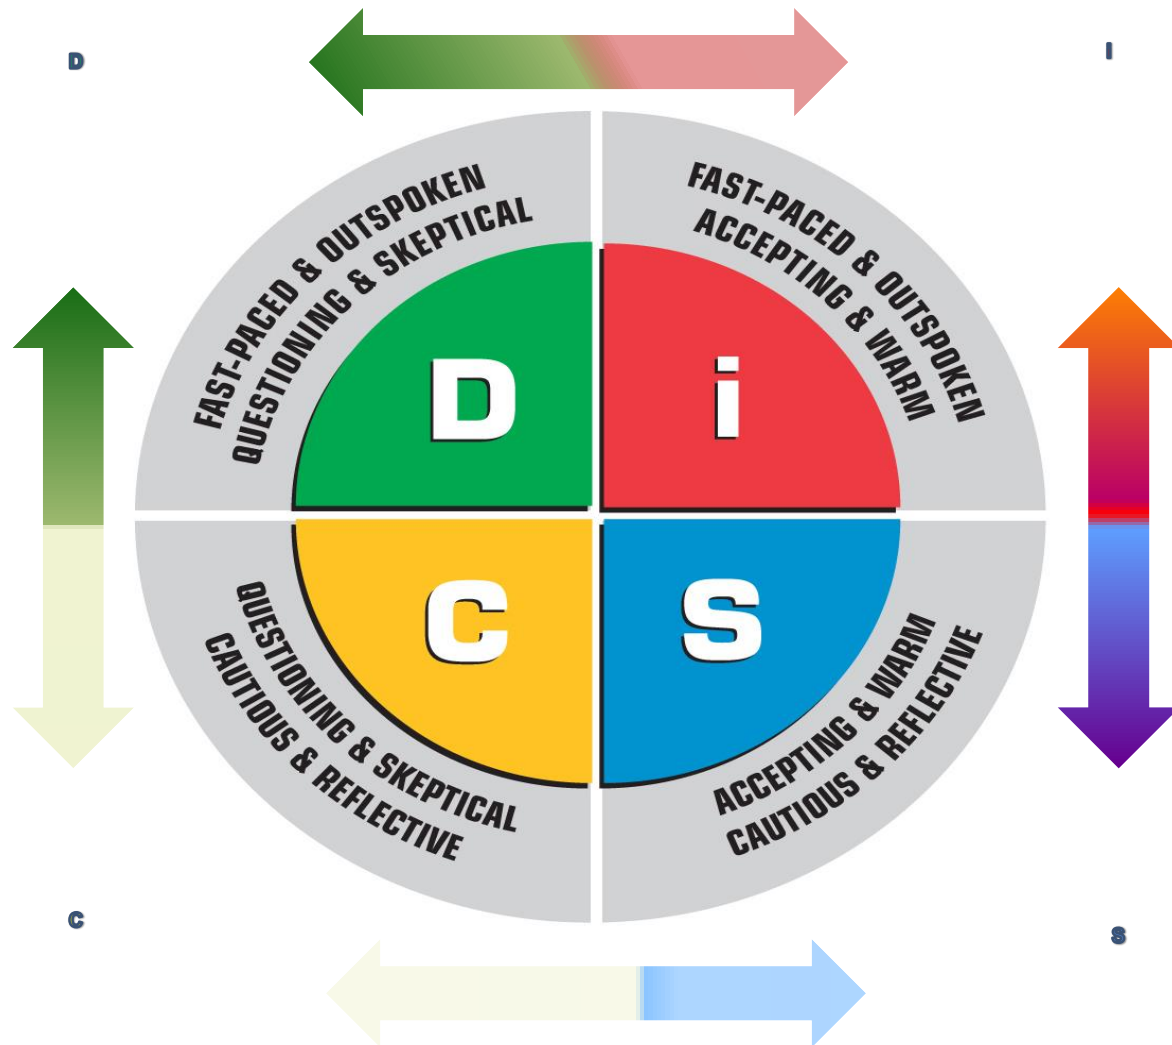 D
I
FAST-PACED & OUTSPOKEN
QUESTIONING & SKEPTICAL
FAST-PACED & OUTSPOKEN
ACCEPTING & WARM
D
i
C
S
QUESTIONING & SKEPTICAL
CAUTIOUS & REFLECTIVE
ACCEPTING & WARM
CAUTIOUS & REFLECTIVE
C
S